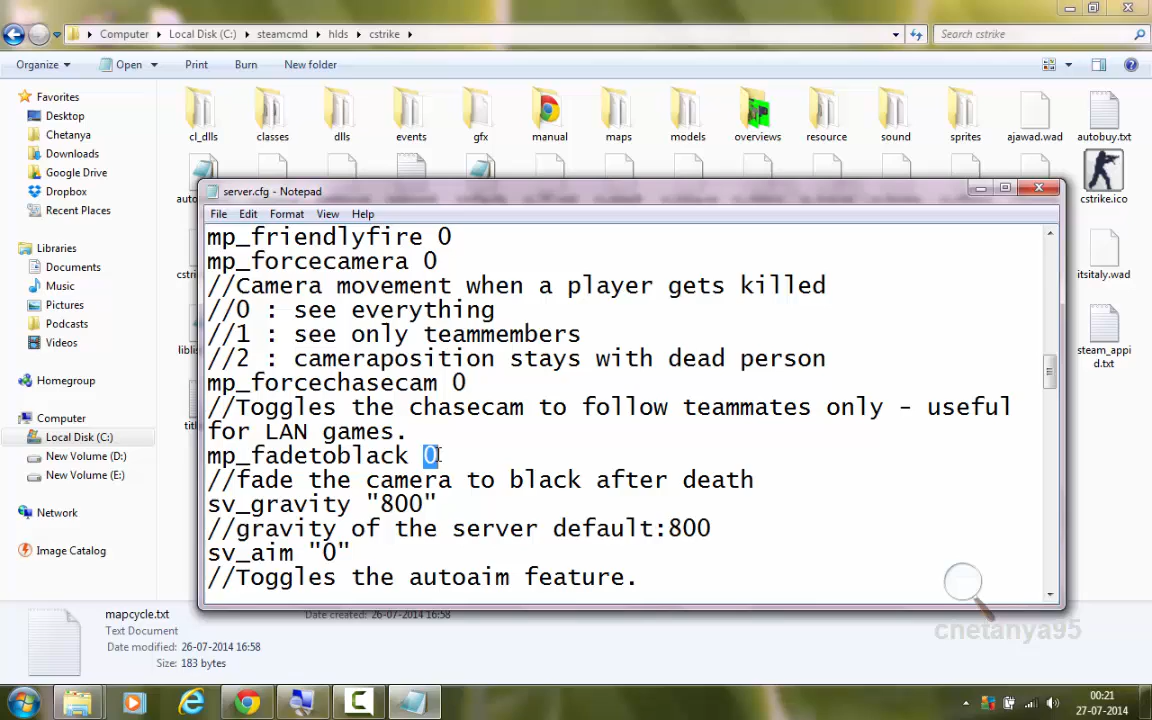 Computer
Local Disk (C:)
steamcmd
hlds
cstrike
Search cstrike
Organize
Open
Print
Burn
New folder
Favorites
Desktop
Chetanya
Downloads
Google Drive
Dropbox
Recent Places
Libraries
Documents
Music
Pictures
Podcasts
Videos
Homegroup
Computer
Local Disk (C:)
New Volume (D:)
New Volume (E:)
Network
Image Catalog
cl_dlls
classes
dlls
events
gfx
manual
maps
models
overviews
resource
sound
sprites
ajawad.wad
autobuy.txt
cstrike.ico
itsitaly.wad
steam_appi
d.txt
server.cfg - Notepad
File Edit Format View Help
mp_friendlyfire 0
mp_forcecamera 0
//Camera movement when a player gets killed
//0 : see everything
//1 : see only teammembers
//2 : cameraposition stays with dead person
mp_forcechasecam 0
//Toggles the chasecam to follow teammates only - useful
for LAN games.
mp_fadetoblack 0
//fade the camera to black after death
sv_gravity "800"
//gravity of the server default:800
sv_aim "0"
//Toggles the autoaim feature.
mapcycle.txt
Date created: 26-07-2014 16:58
Text Document
Date modified: 26-07-2014 16:58
Size: 183 bytes
cnetanya95
00:21
27-07-2014